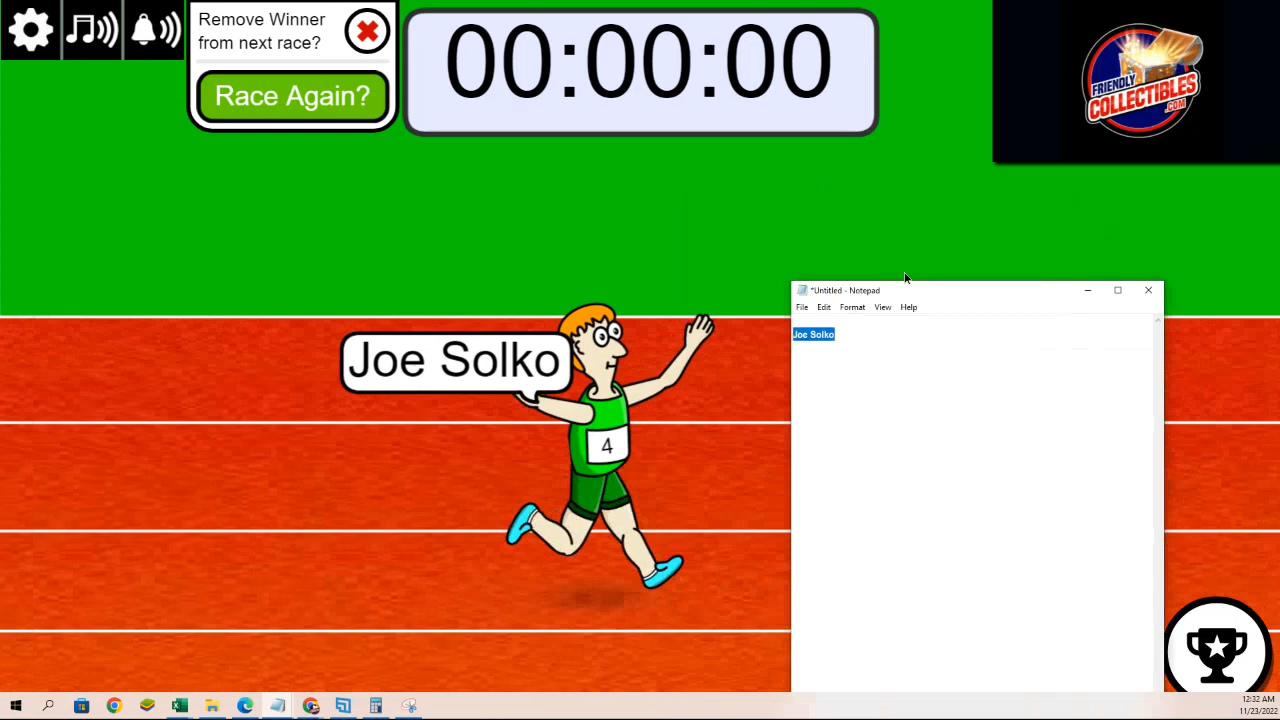 Remove Winner
from next race?
Race Again?
00:00:00
FRIENDLY
COLLECTIBLES
.COM
Joe Solko
4
*Untitled - Notepad
File Edit Format View Help
Joe Solko
12:32 AM
11/23/2022